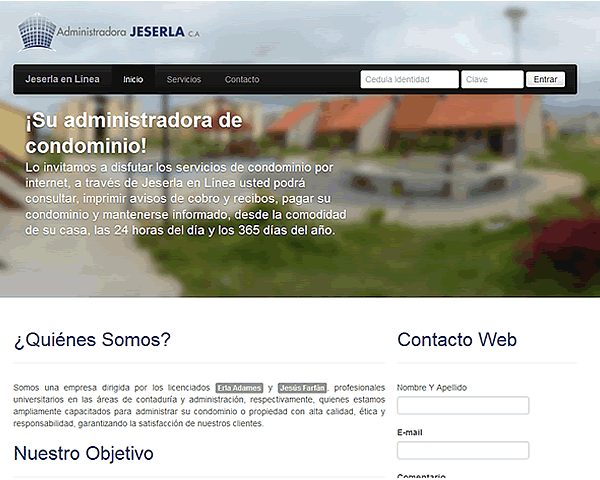 Administradora JESERLA C.A
Jeserla en Línea Inicio Servicios Contacto Cedula Identidad Clave Entrar
¡Su administradora de
condominio!
Lo invitamos a disfutar los servicios de condominio por
internet, a través de Jeserla en Línea usted podrá
consultar, imprimir avisos de cobro y recibos, pagar su
condominio y mantenerse informado, desde la comodidad
de su casa, las 24 horas del día y los 365 días del año.
¿Quiénes Somos?
Somos una empresa dirigida por los licenciados Erla Adames y Jesús Farfán, profesionales
universitarios en las áreas de contaduría y administración, respectivamente, quienes estamos
ampliamente capacitados para administrar su condominio o propiedad con alta calidad, ética y
responsabilidad, garantizando la satisfacción de nuestros clientes.
Nuestro Objetivo
Contacto Web
Nombre Y Apellido
E-mail
Comentario